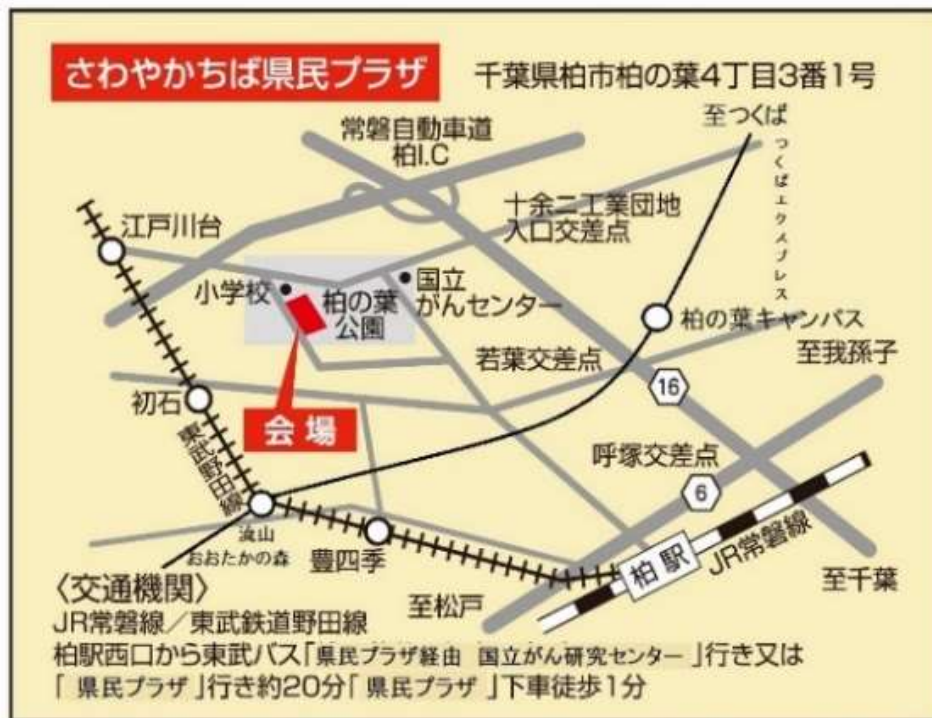 さわやかちば県民プラザ
千葉県柏市柏の葉4丁目3番1号
至つくば
常磐自動車道
柏I.C
つくばエクスプレス
十余二工業団地
入口交差点
江戸川台
小学校
柏の葉
公園
国立
がんセンター
柏の葉キャンパス
若葉交差点
至我孫子
16
初石
会場
東武野田線
呼塚交差点
6
流山
おおたかの森
豊四季
柏駅
JR常磐線
至千葉
至松戸
〈交通機関〉
JR常磐線／東武鉄道野田線
柏駅西口から東武バス「県民プラザ経由 国立がん研究センター」行き又は
「 県民プラザ 」行き約20分「 県民プラザ 」下車徒歩1分